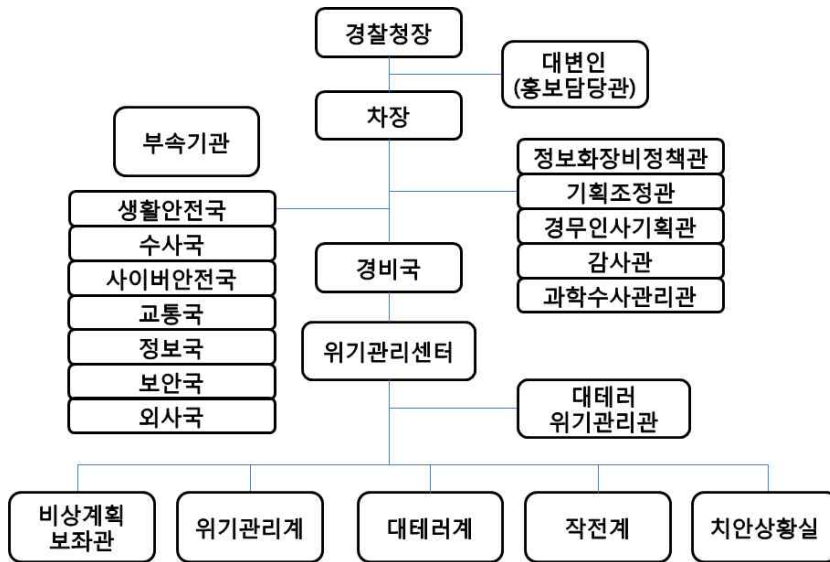 경찰청장
대변인
(홍보담당관)
차장
부속기관
정보화장비정책관
기획조정관
경무인사기획관
감사관
과학수사관리관
생활안전국
수사국
사이버안전국
교통국
정보국
보안국
외사국
경비국
위기관리센터
대테러
위기관리관
비상계획
보좌관
위기관리계
대테러계
작전계
치안상황실